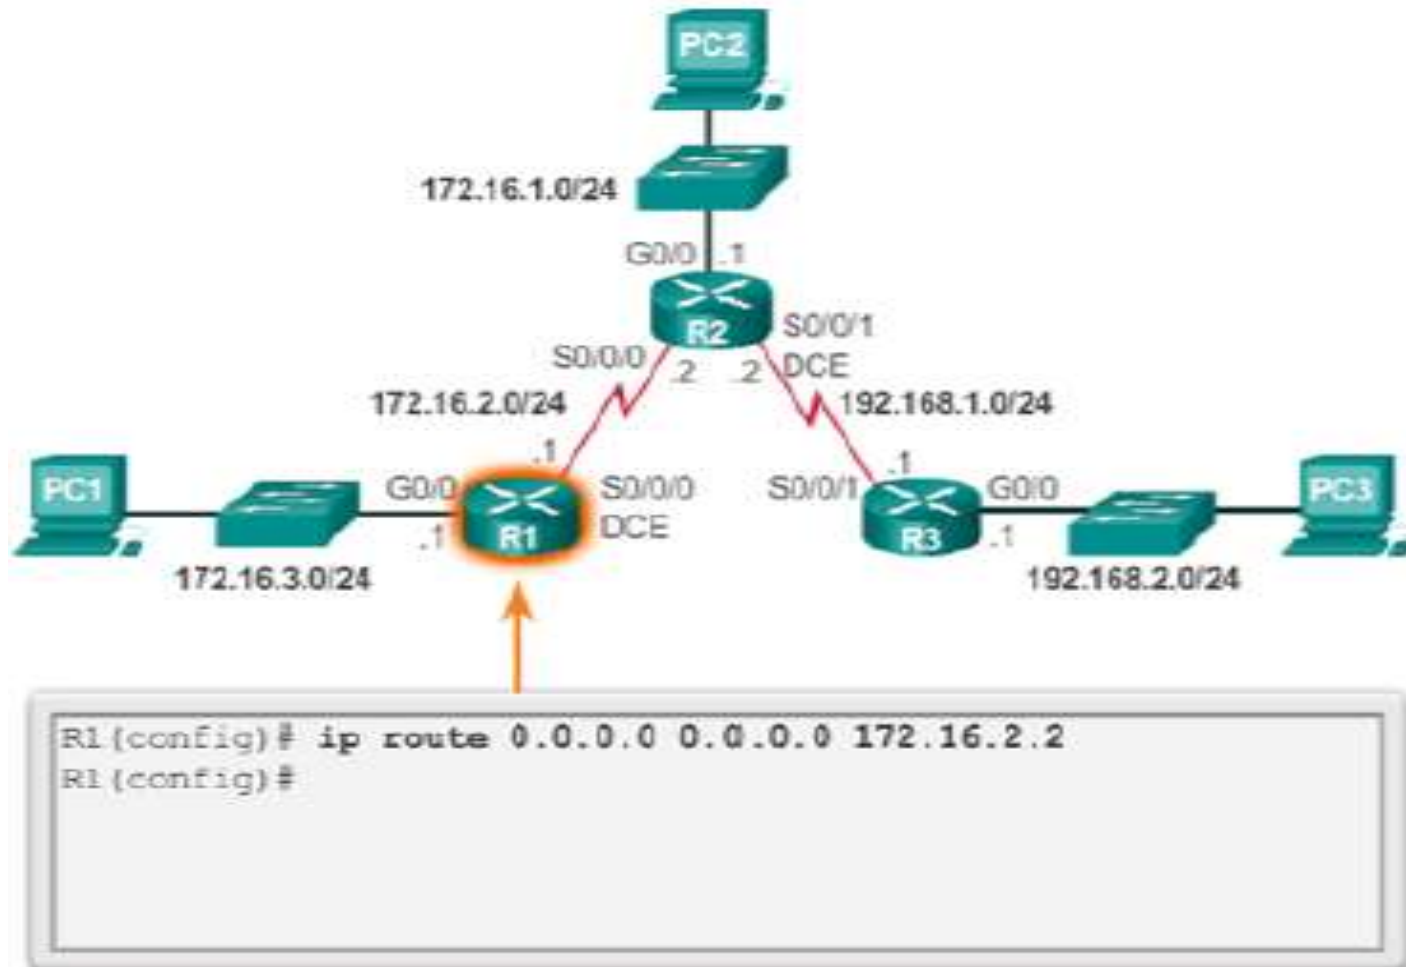 PC2
172.16.1.0/24
G0/0 .1
R2
S0/0/1
DCE
S0/0/0
.2 .2
172.16.2.0/24
192.168.1.0/24
.1
.1
PC1
G0/0
S0/0/0
DCE
S0/0/1
G0/0
PC3
.1
R1
R3
.1
172.16.3.0/24
192.168.2.0/24
R1(config)# ip route 0.0.0.0 0.0.0.0 172.16.2.2
R1(config)#